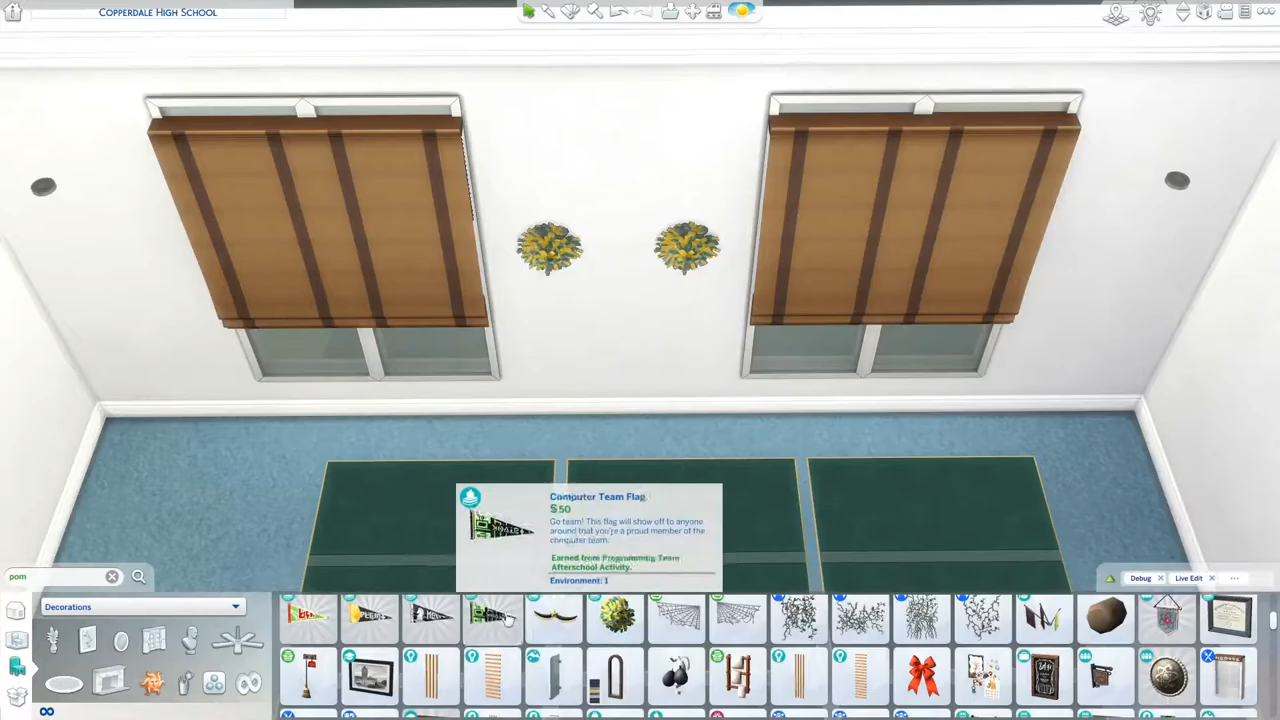 COPPERDALE HIGH SCHOOL
Computer Team Flag
$50
Go team! This flag will show off to anyone
around that you're a proud member of the
computer team.
Earned from Programming Team
Afterschool Activity.
Environment: 1
pom
Debug
Live Edit
Decorations